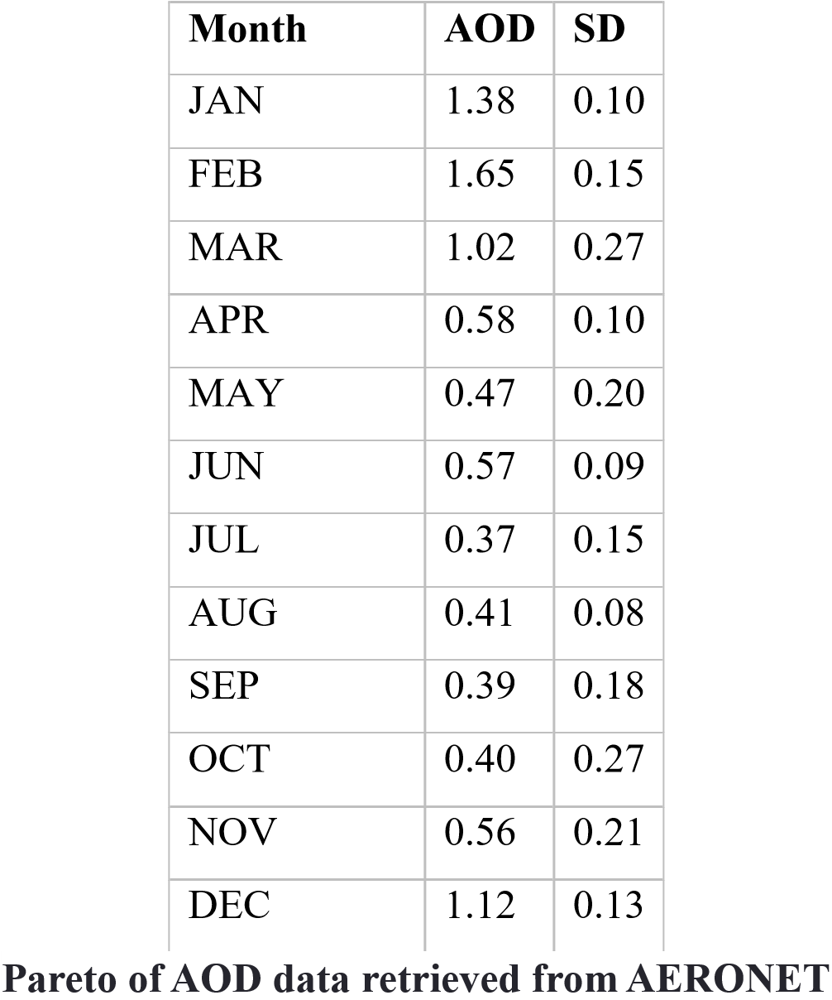 Month AOD SD
JAN 1.38 0.10
FEB 1.65 0.15
MAR 1.02 0.27
APR 0.58 0.10
MAY 0.47 0.20
JUN 0.57 0.09
JUL 0.37 0.15
AUG 0.41 0.08
SEP 0.39 0.18
OCT 0.40 0.27
NOV 0.56 0.21
DEC 1.12 0.13
Pareto of AOD data retrieved from AERONET